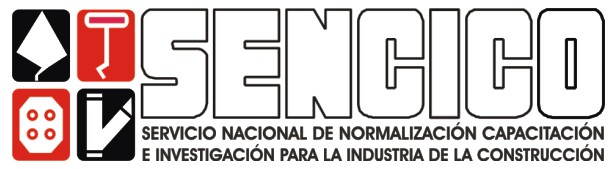 SENCICO
SERVICIO NACIONAL DE NORMALIZACIÓN CAPACITACIÓN
E INVESTIGACIÓN PARA LA INDUSTRIA DE LA CONSTRUCCIÓN